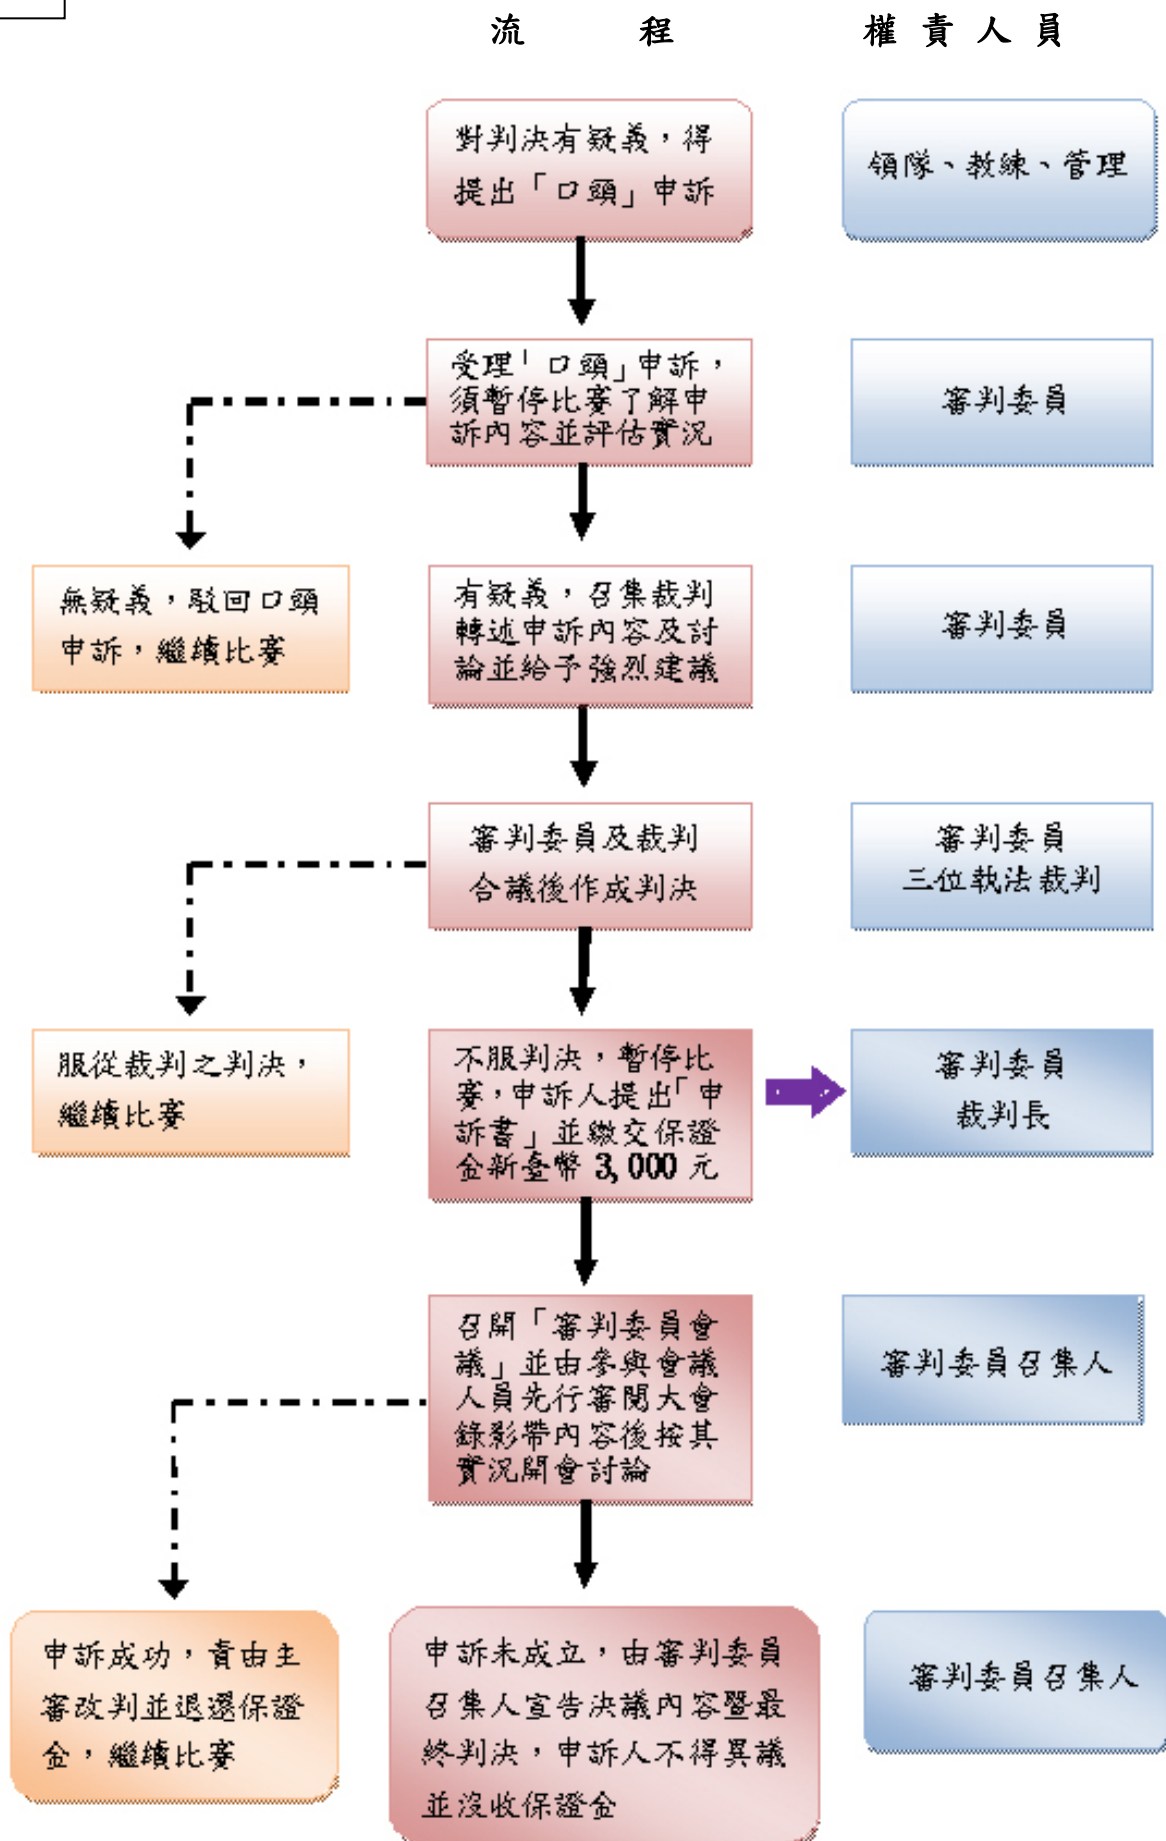 流 程 權責人員
對判決有疑義，得
提出「口頭」申訴
領隊、教練、管理
受理「口頭」申訴，
須暫停比賽了解申
訴內容並評估實況
審判委員
無疑義，駁回口頭
申訴，繼續比賽
有疑義，召集裁判
轉述申訴內容及討
論並給予強烈建議
審判委員
審判委員及裁判
合議後作成判決
審判委員
三位執法裁判
服從裁判之判決，
繼續比賽
不服判決，暫停比
賽，申訴人提出「申
訴書」並繳交保證
金新臺幣 3,000 元
審判委員
裁判長
召開「審判委員會
議」並由參與會議
人員先行審閱大會
錄影帶內容後按其
實況開會討論
審判委員召集人
申訴成功，責由主
審改判並退還保證
金，繼續比賽
申訴未成立，由審判委員
召集人宣告決議內容暨最
終判決，申訴人不得異議
並沒收保證金
審判委員召集人